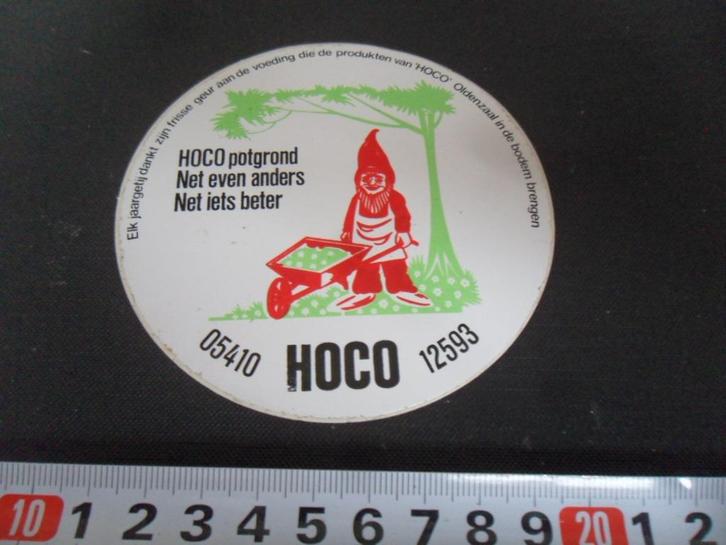 Elk jaargetij dankt zijn frisse geur aan de voeding die de produkten van 'HOCO' Oldenzaal in de bodem brengen
HOCO potgrond
Net even anders
Net iets beter
05410 HOCO 12593
10 1 2 3 4 5 6 7 8 9 20 1 2